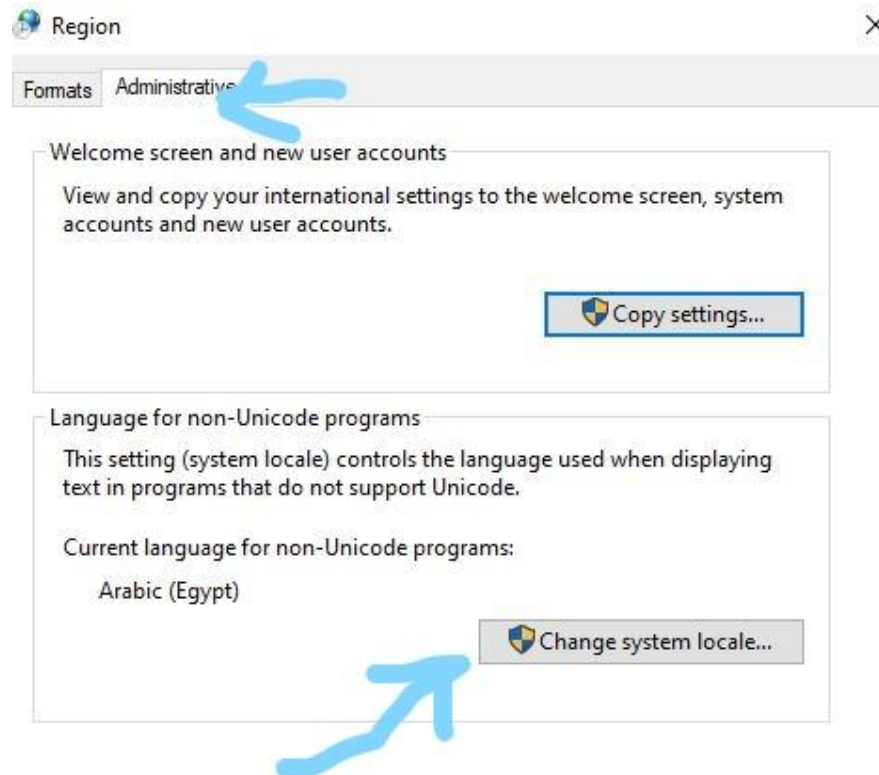 Region
Formats
Administrative
Welcome screen and new user accounts
View and copy your international settings to the welcome screen, system
accounts and new user accounts.
Copy settings...
Language for non-Unicode programs
This setting (system locale) controls the language used when displaying
text in programs that do not support Unicode.
Current language for non-Unicode programs:
Arabic (Egypt)
Change system locale...